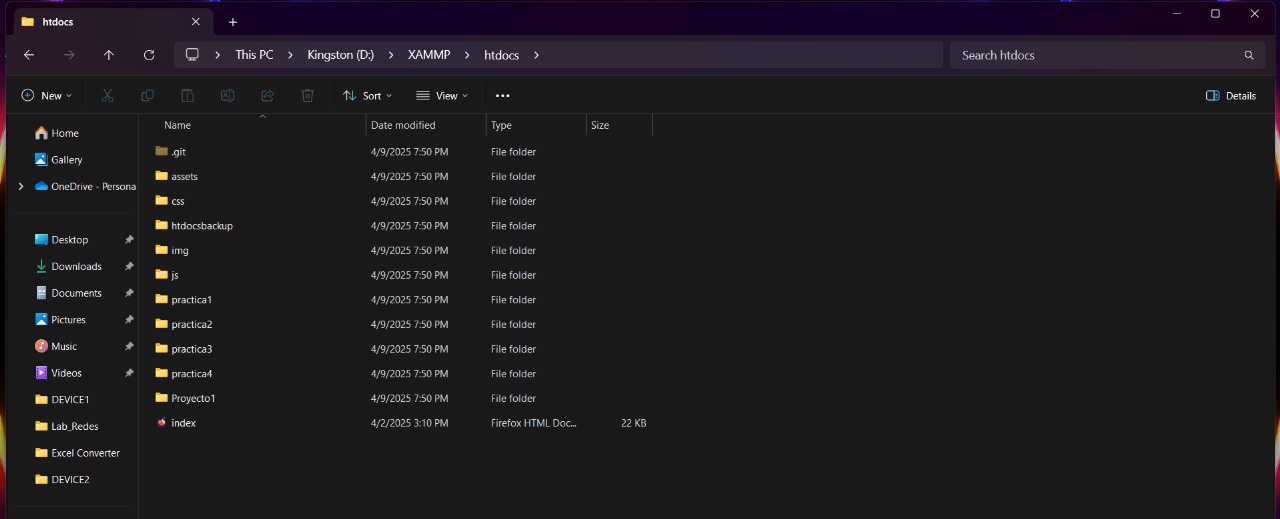 htdocs
This PC > Kingston (D:) > XAMMP > htdocs >
Search htdocs
New
Sort
View
Details
Home
Gallery
OneDrive - Persona
Desktop
Downloads
Documents
Pictures
Music
Videos
DEVICE1
Lab_Redes
Excel Converter
DEVICE2
Name Date modified Type Size
.git 4/9/2025 7:50 PM File folder
assets 4/9/2025 7:50 PM File folder
css 4/9/2025 7:50 PM File folder
htdocsbackup 4/9/2025 7:50 PM File folder
img 4/9/2025 7:50 PM File folder
js 4/9/2025 7:50 PM File folder
practica1 4/9/2025 7:50 PM File folder
practica2 4/9/2025 7:50 PM File folder
practica3 4/9/2025 7:50 PM File folder
practica4 4/9/2025 7:50 PM File folder
Proyecto1 4/9/2025 7:50 PM File folder
index 4/2/2025 3:10 PM Firefox HTML Doc... 22 KB